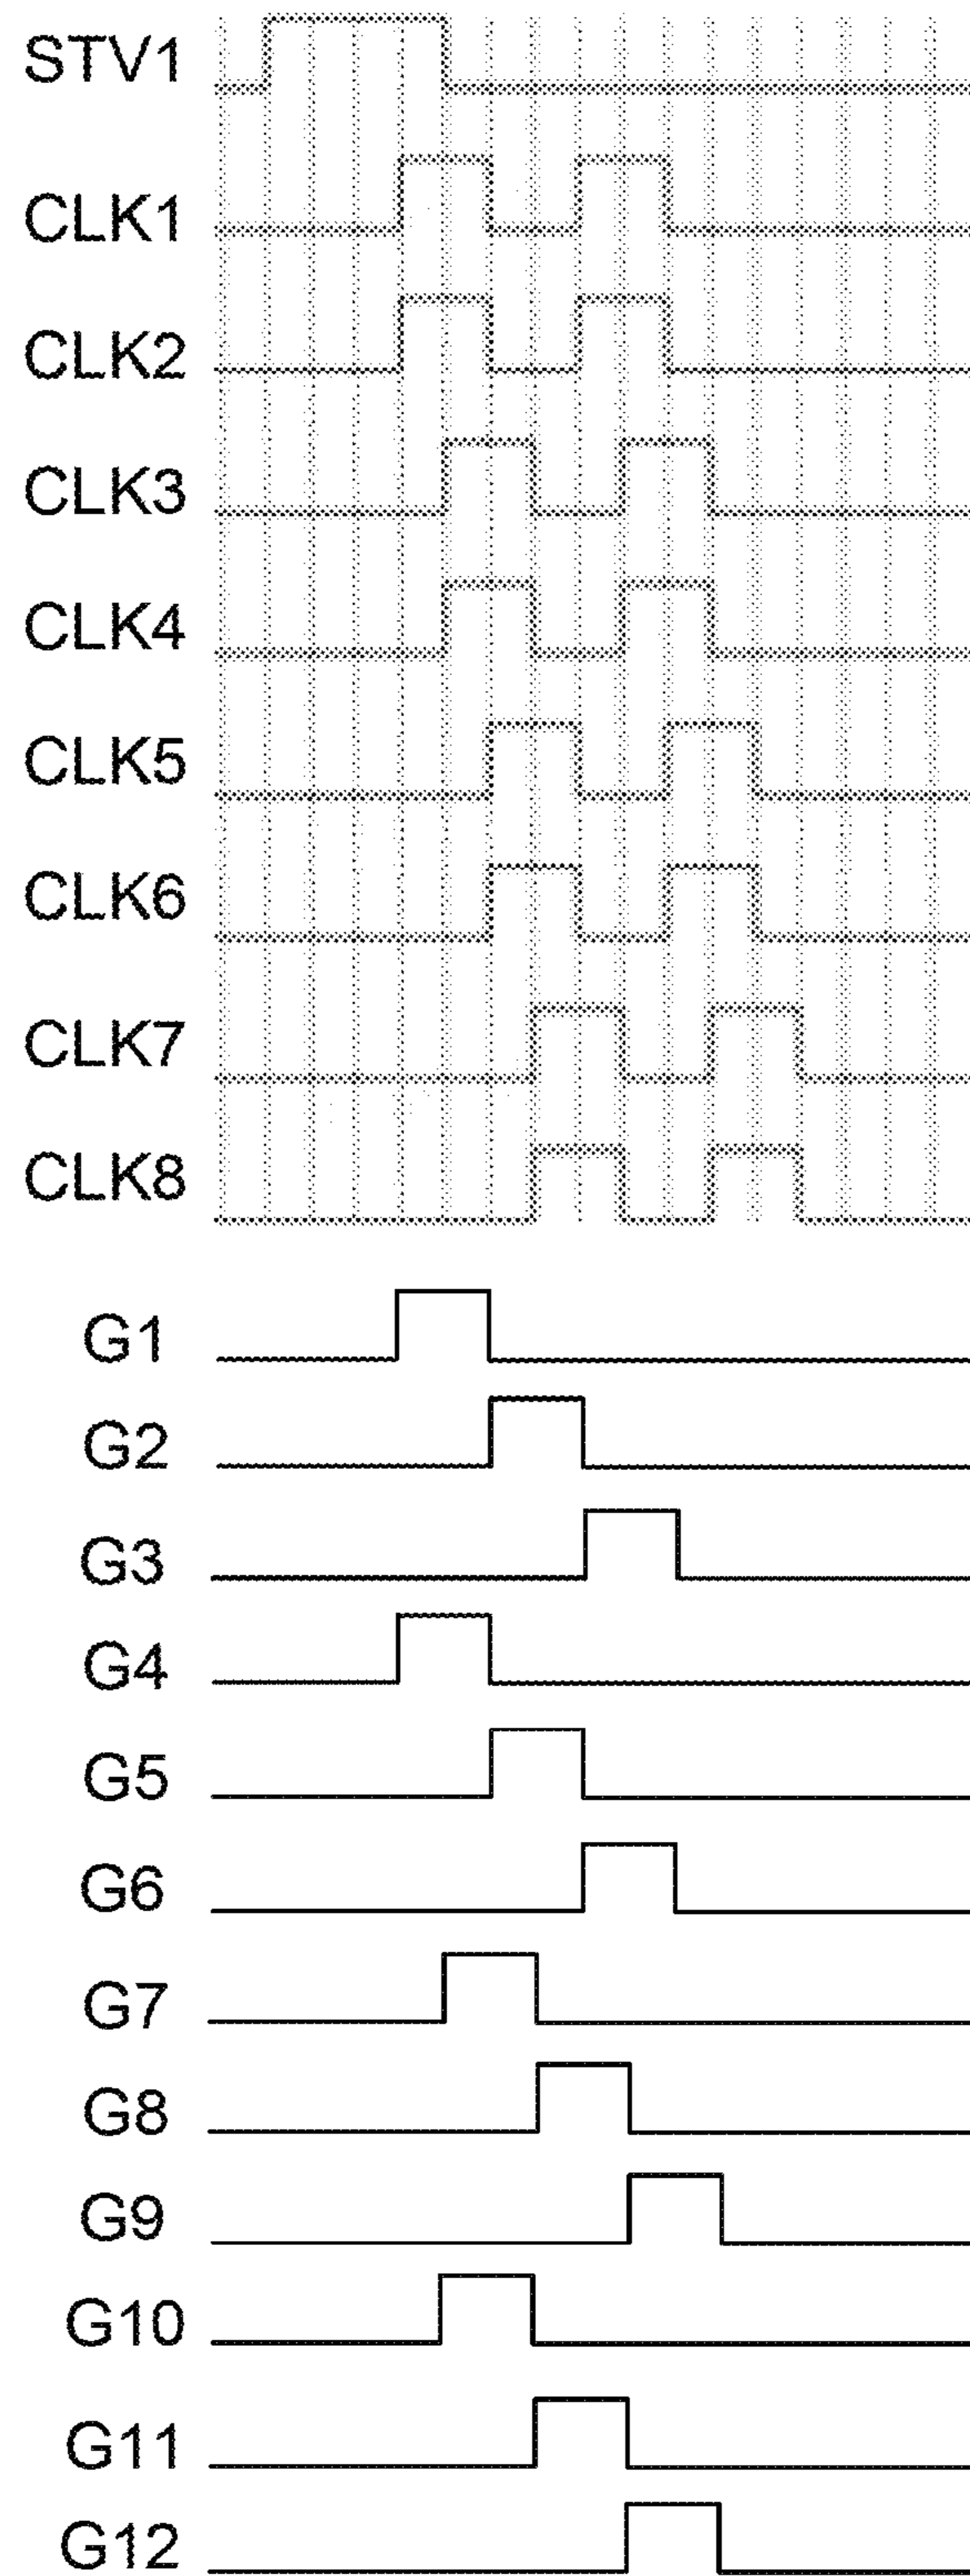 STV1
CLK1
CLK2
CLK3
CLK4
CLK5
CLK6
CLK7
CLK8
G1
G2
G3
G4
G5
G6
G7
G8
G9
G10
G11
G12